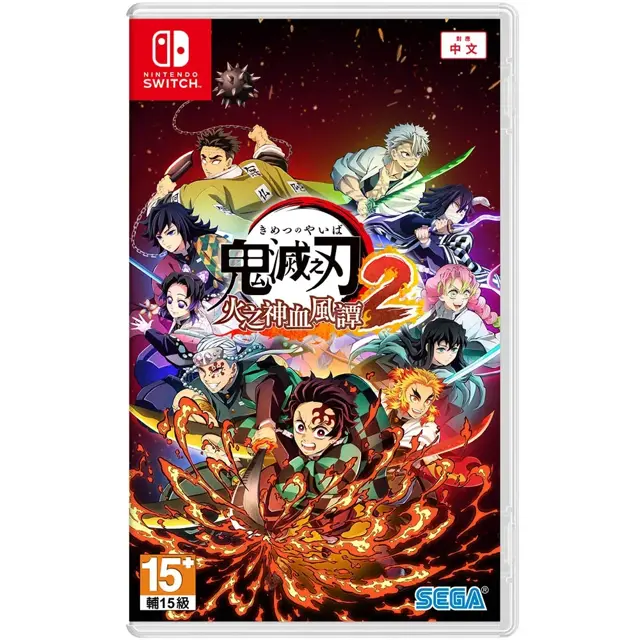 NINTENDO
SWITCH™
對應
中文
きめつのやいば
鬼滅之刃
火之神血風譚2
15+
輔15級
SEGA®